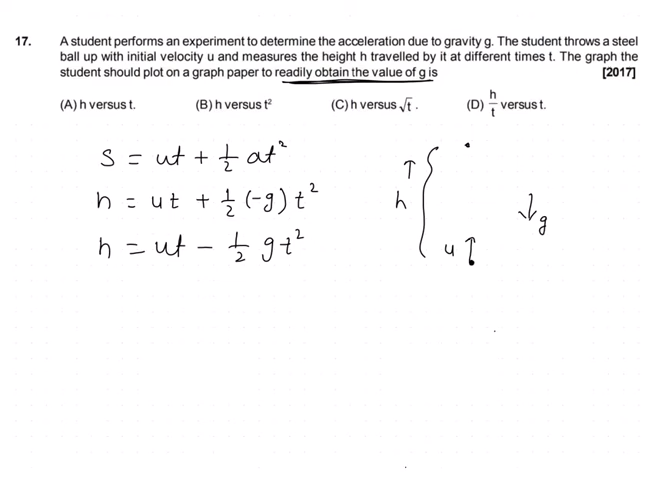 17. A student performs an experiment to determine the acceleration due to gravity g. The student throws a steel
ball up with initial velocity u and measures the height h travelled by it at different times t. The graph the
student should plot on a graph paper to readily obtain the value of g is [2017]
(A) h versus t. (B) h versus t² (C) h versus √t . (D) h/t versus t.
s = ut + 1/2 at²
h = ut + 1/2 (-g) t²
h = ut - 1/2 gt²
↑ h
u ↑
↓ g